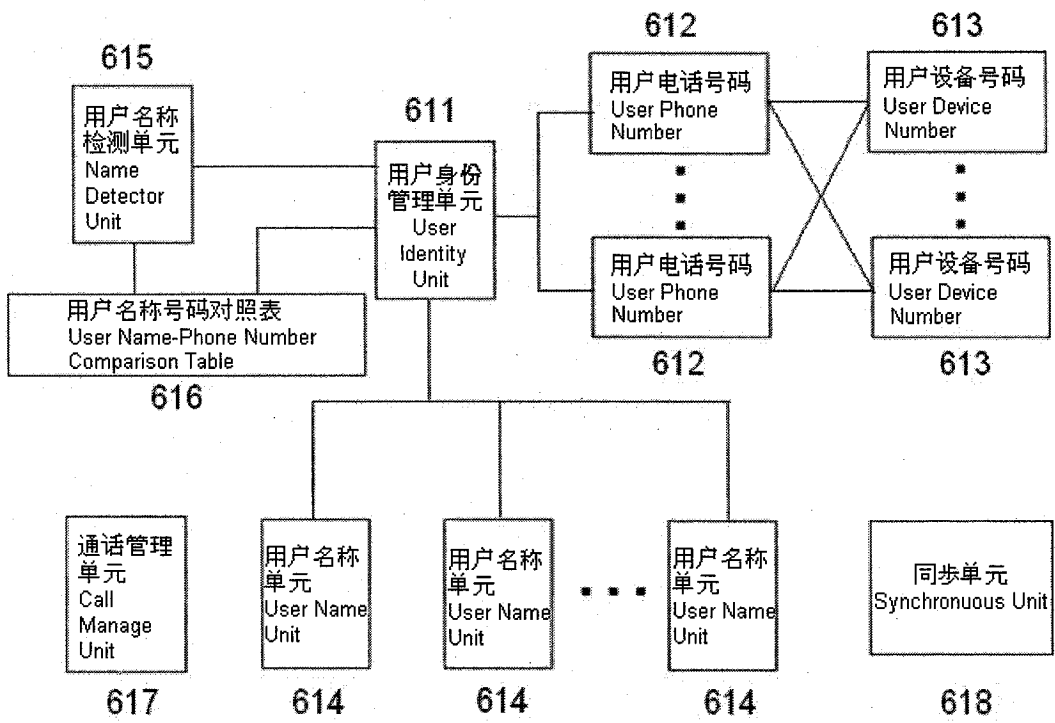 615
用户名称
检测单元
Name
Detector
Unit
611
用户身份
管理单元
User
Identity
Unit
612
用户电话号码
User Phone
Number
613
用户设备号码
User Device
Number
用户电话号码
User Phone
Number
612
用户设备号码
User Device
Number
613
用户名称号码对照表
User Name-Phone Number
Comparison Table
616
通话管理
单元
Call
Manage
Unit
617
用户名称
单元
User Name
Unit
614
用户名称
单元
User Name
Unit
614
用户名称
单元
User Name
Unit
614
同步单元
Synchronuous Unit
618